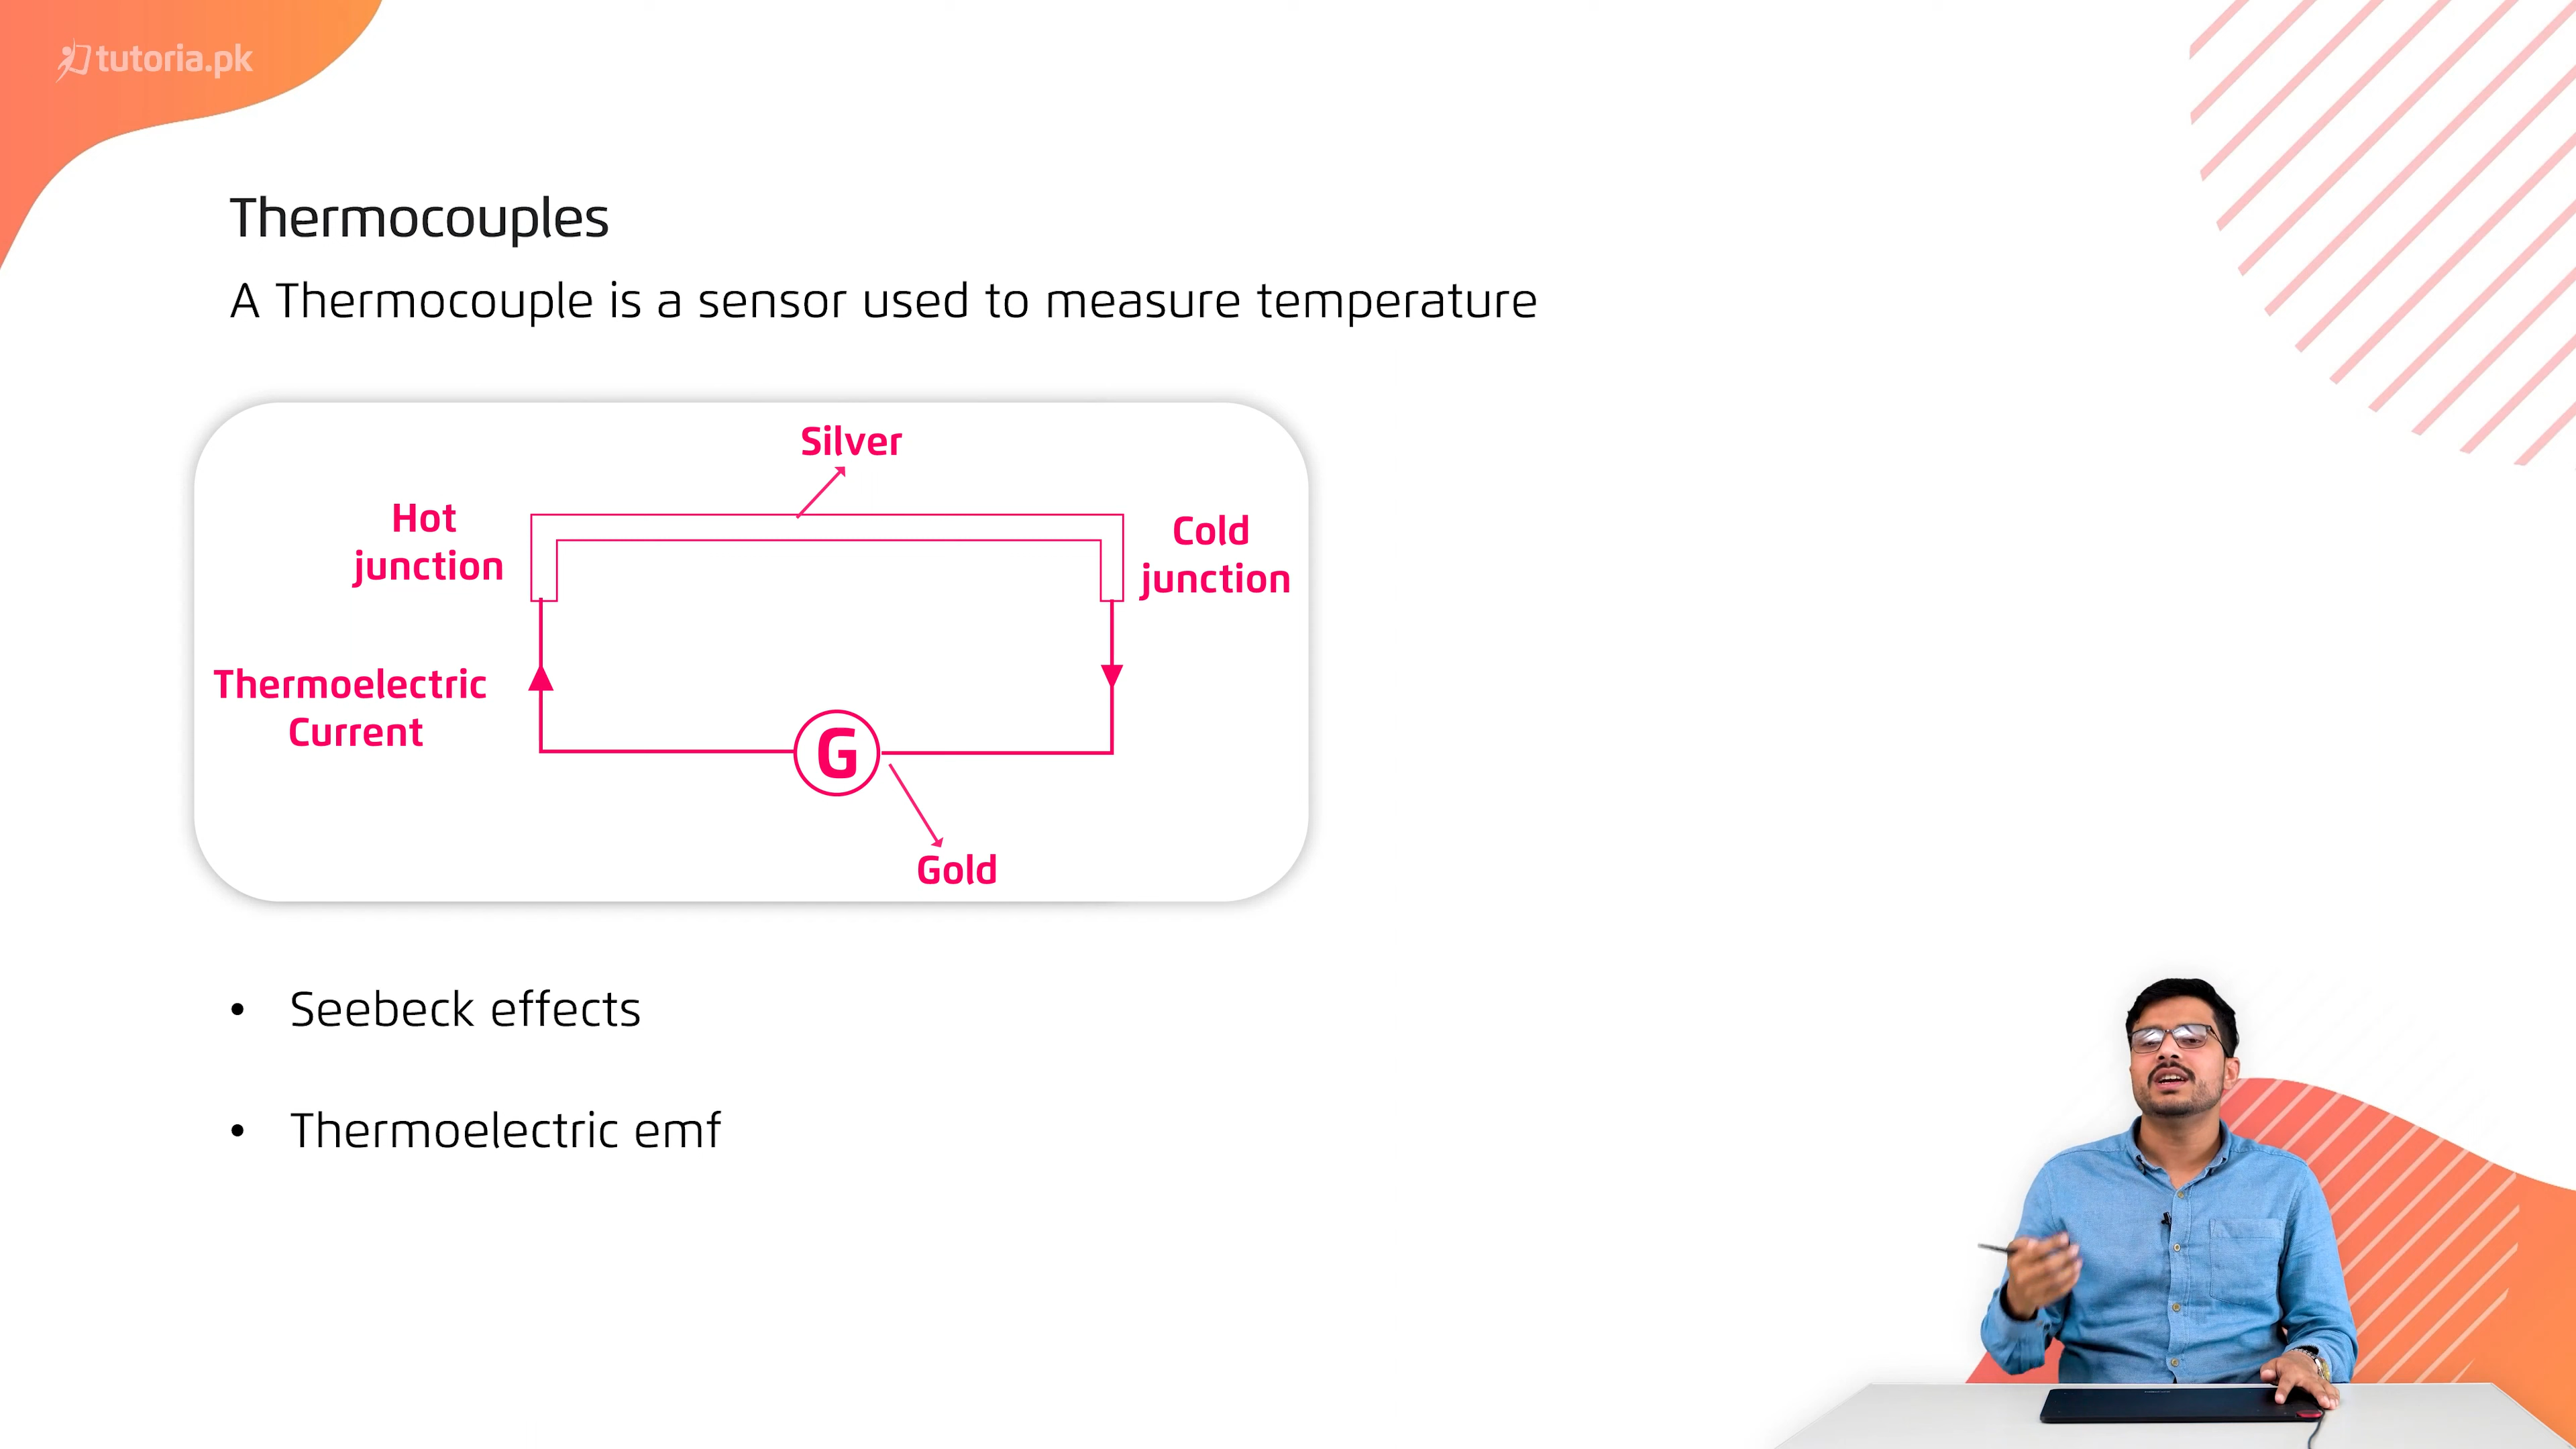 tutoria.pk
Thermocouples
A Thermocouple is a sensor used to measure temperature
Silver
Hot
junction
Cold
junction
Thermoelectric
Current
G
Gold
• Seebeck effects
• Thermoelectric emf